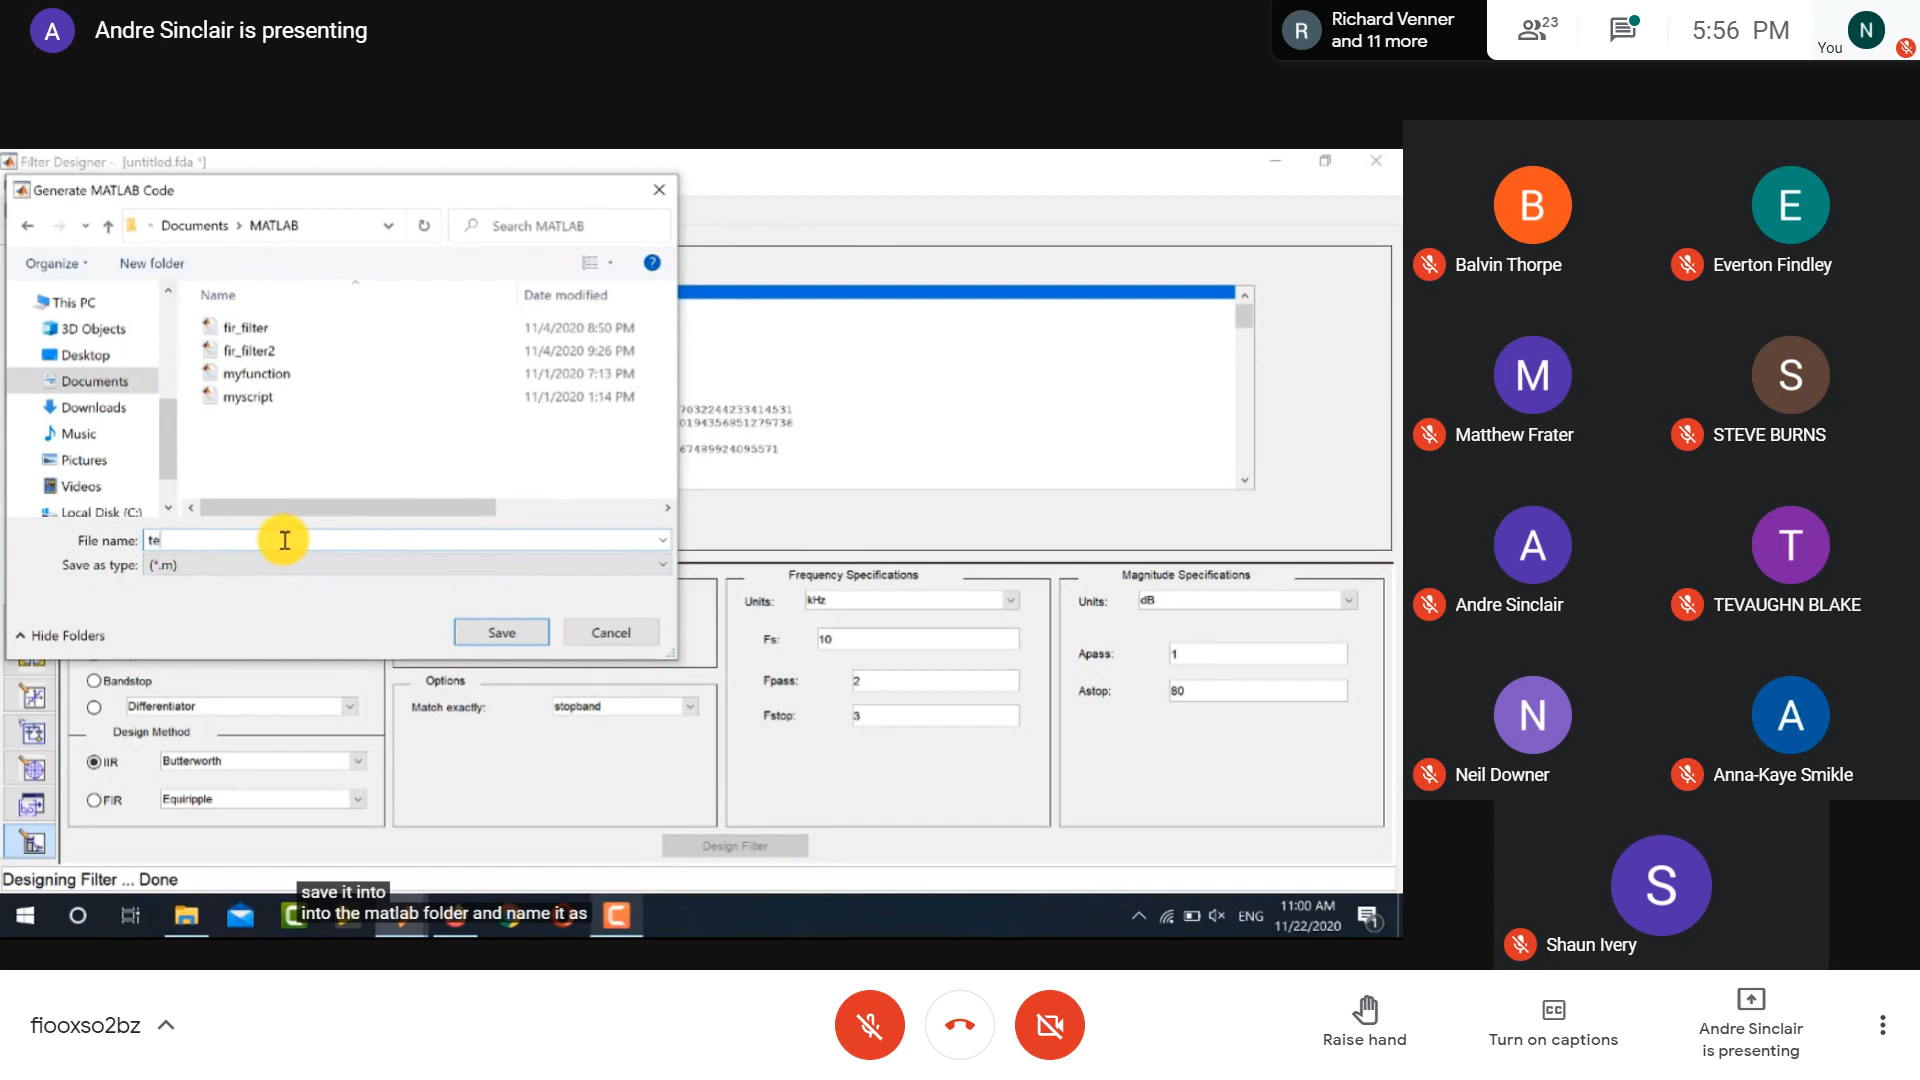 A
Andre Sinclair is presenting
R
Richard Venner
and 11 more
23
5:56 PM
You
N
Filter Designer - [untitled.fda *]
Generate MATLAB Code
Documents > MATLAB
Search MATLAB
Organize
New folder
?
Name
Date modified
This PC
3D Objects
Desktop
Documents
Downloads
Music
Pictures
Videos
Local Disk (C:)
fir_filter
11/4/2020 8:50 PM
fir_filter2
11/4/2020 9:26 PM
myfunction
11/1/2020 7:13 PM
myscript
11/1/2020 1:14 PM
7032244233414531
0194356851279736
67489924095571
File name:
te
Save as type:
(*.m)
Hide Folders
Save
Cancel
Bandstop
Differentiator
Design Method
IIR
Butterworth
FIR
Equiripple
Options
Match exactly:
stopband
Frequency Specifications
Units:
kHz
Fs:
10
Fpass:
2
Fstop:
3
Magnitude Specifications
Units:
dB
Apass:
1
Astop:
80
Design Filter
Designing Filter ... Done
save it into
into the matlab folder and name it as
ENG
11:00 AM
11/22/2020
1
B
Balvin Thorpe
E
Everton Findley
M
Matthew Frater
S
STEVE BURNS
A
Andre Sinclair
T
TEVAUGHN BLAKE
N
Neil Downer
A
Anna-Kaye Smikle
S
Shaun Ivery
fiooxso2bz
Raise hand
CC
Turn on captions
Andre Sinclair
is presenting